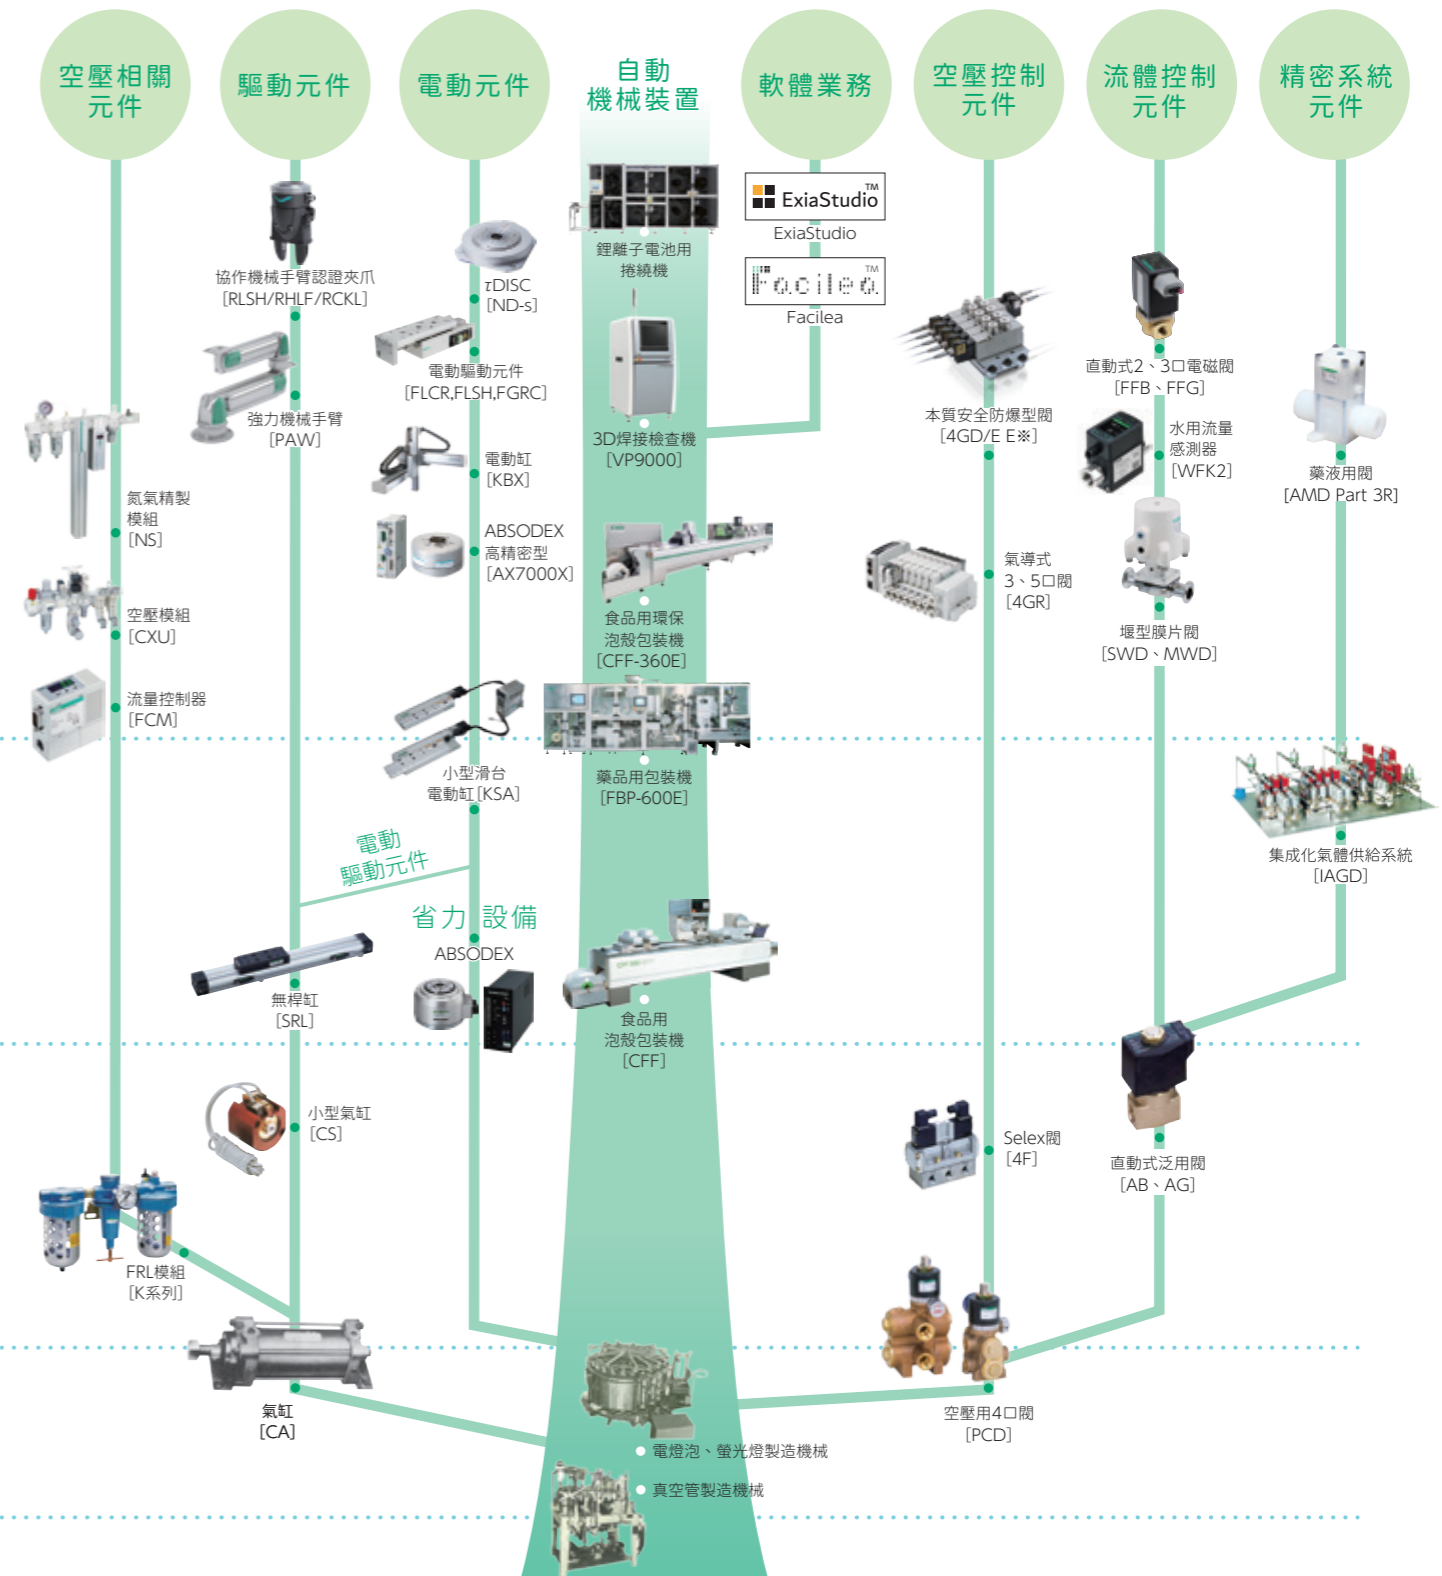 空壓相關
元件
驅動元件
電動元件
自動
機械裝置
軟體業務
空壓控制
元件
流體控制
元件
精密系統
元件
氮氣精製
模組
[NS]
空壓模組
[CXU]
流量控制器
[FCM]
FRL模組
[K系列]
協作機械手臂認證夾爪
[RLSH/RHLF/RCKL]
強力機械手臂
[PAW]
電動
驅動元件
無桿缸
[SRL]
小型氣缸
[CS]
氣缸
[CA]
τDISC
[ND-s]
電動驅動元件
[FLCR,FLSH,FGRC]
電動缸
[KBX]
ABSODEX
高精密型
[AX7000X]
小型滑台
電動缸[KSA]
省力 設備
ABSODEX
鋰離子電池用
捲繞機
3D焊接檢查機
[VP9000]
食品用環保
泡殼包裝機
[CFF-360E]
藥品用包裝機
[FBP-600E]
食品用
泡殼包裝機
[CFF]
電燈泡、螢光燈製造機械
真空管製造機械
ExiaStudio™
ExiaStudio
Facilea™
Facilea
本質安全防爆型閥
[4GD/E E※]
氣導式
3、5口閥
[4GR]
Selex閥
[4F]
空壓用4口閥
[PCD]
直動式2、3口電磁閥
[FFB、FFG]
水用流量
感測器
[WFK2]
堰型膜片閥
[SWD、MWD]
直動式泛用閥
[AB、AG]
藥液用閥
[AMD Part 3R]
集成化氣體供給系統
[IAGD]